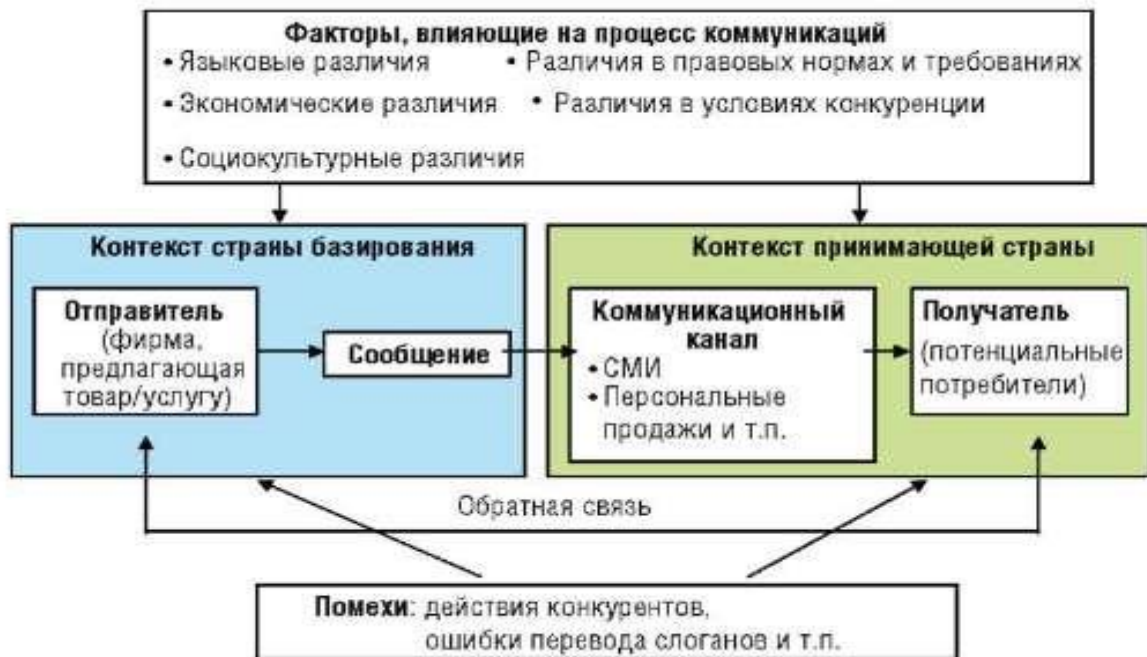 Факторы, влияющие на процесс коммуникаций
• Языковые различия • Различия в правовых нормах и требованиях
• Экономические различия • Различия в условиях конкуренции
• Социокультурные различия
Контекст страны базирования
Отправитель
(фирма,
предлагающая
товар/услугу)
Сообщение
Контекст принимающей страны
Коммуникационный
канал
• СМИ
• Персональные
продажи и т.п.
Получатель
(потенциальные
потребители)
Обратная связь
Помехи: действия конкурентов,
ошибки перевода слоганов и т.п.